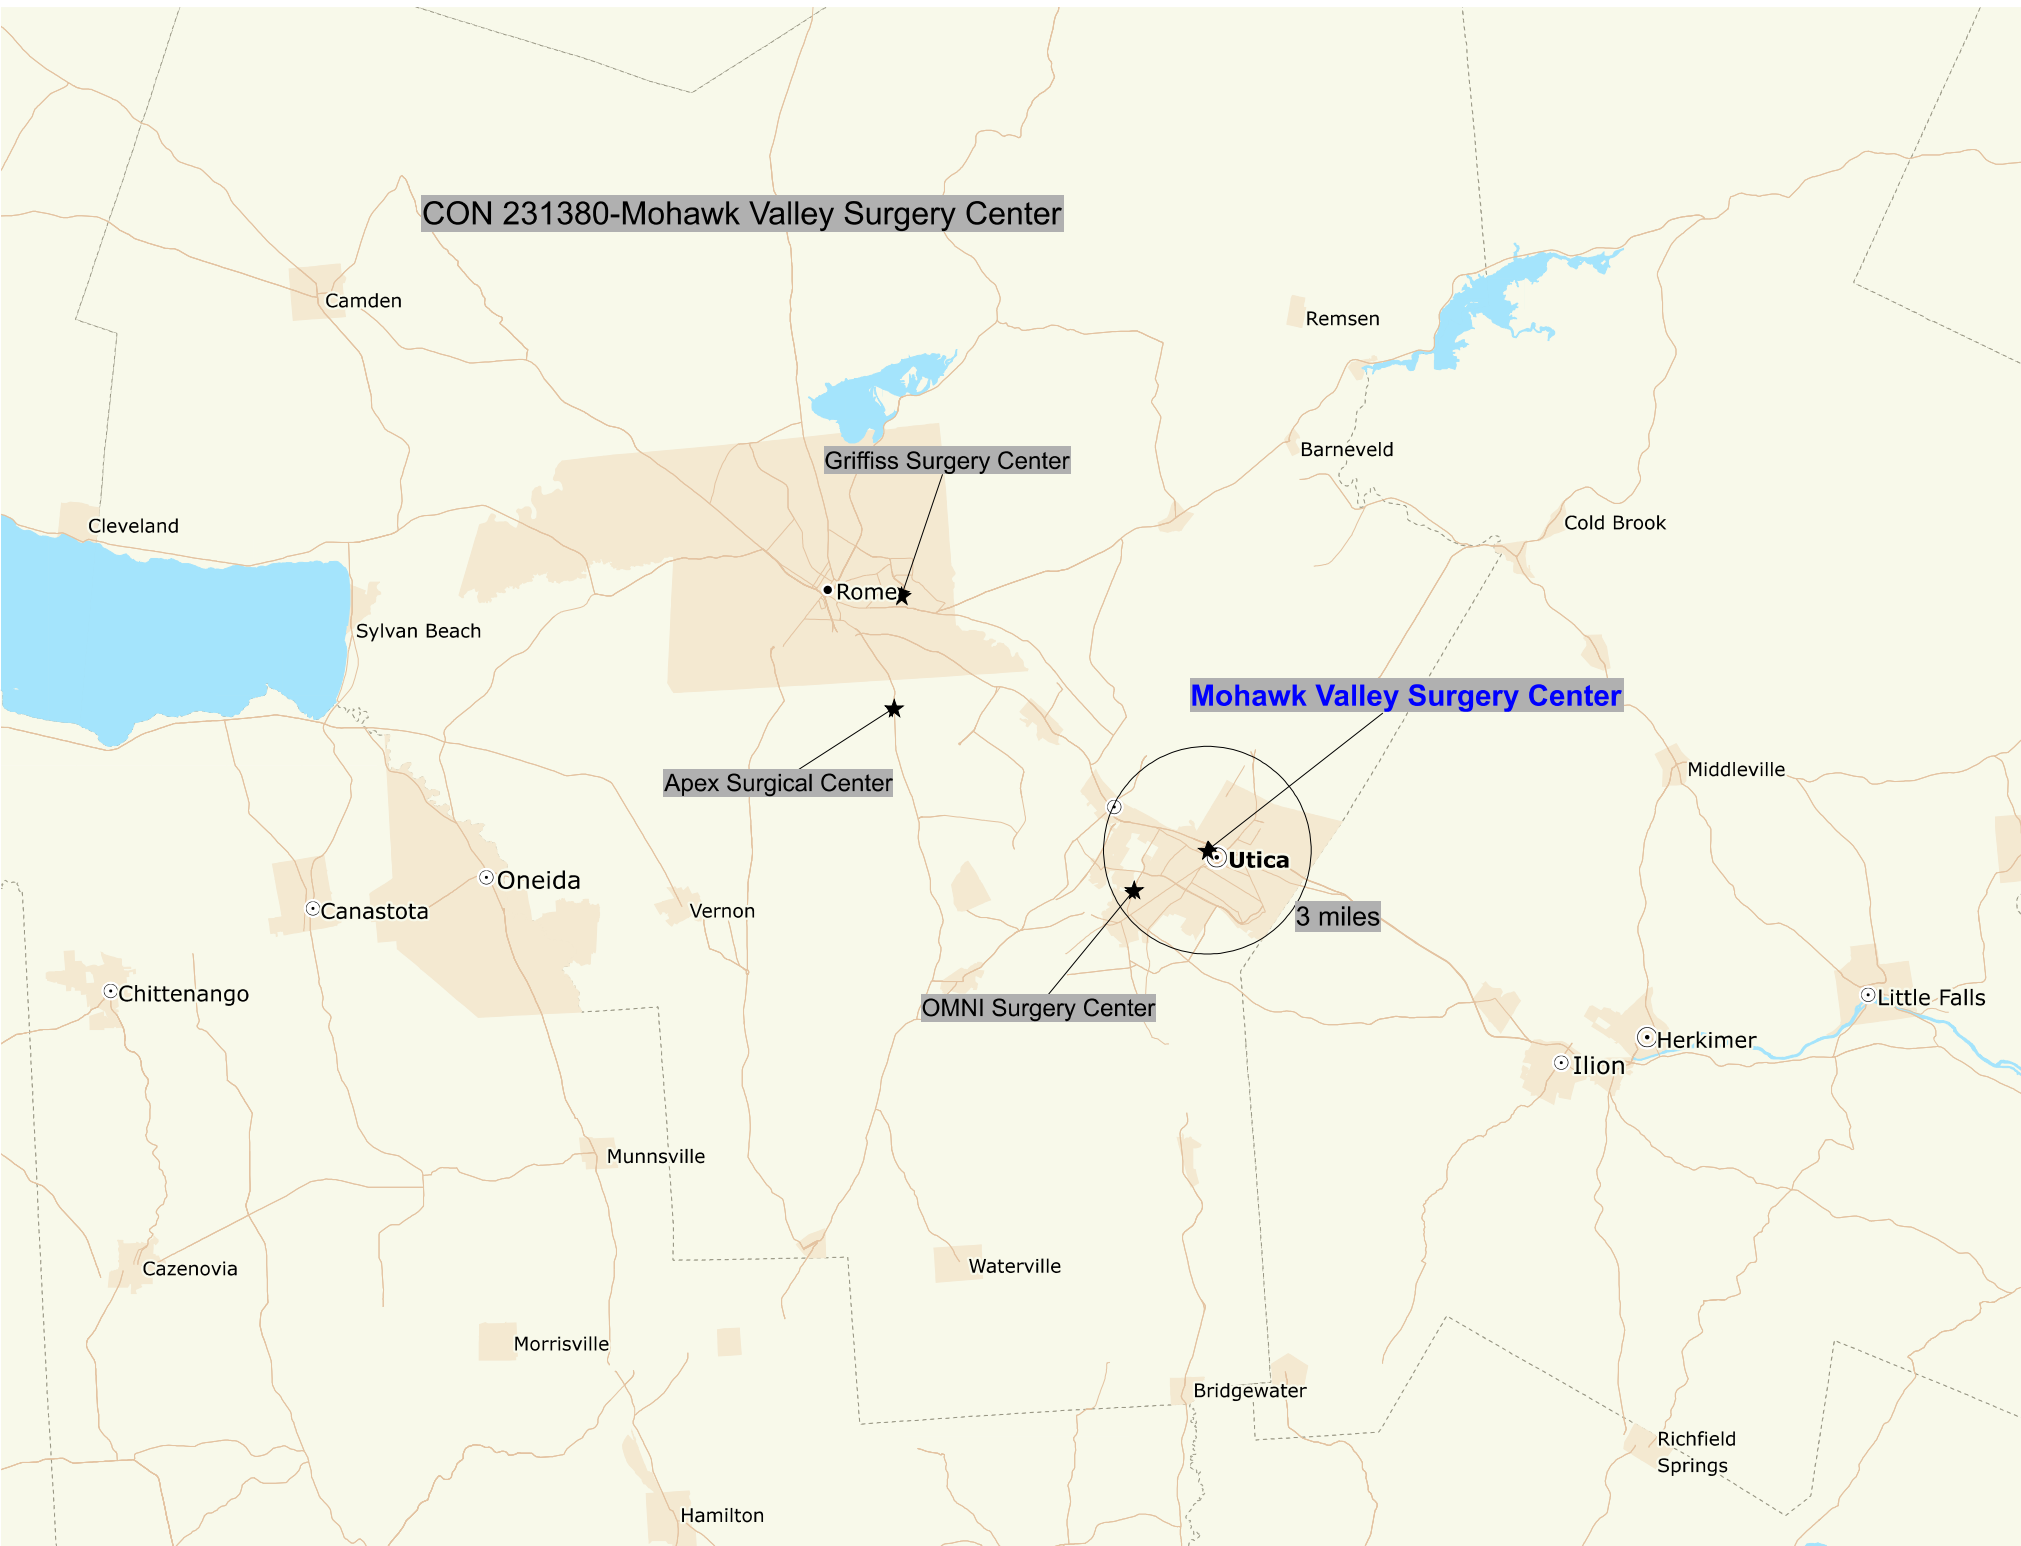 CON 231380-Mohawk Valley Surgery Center
Camden
Remsen
Barneveld
Griffiss Surgery Center
Cleveland
Cold Brook
Rome
Sylvan Beach
Mohawk Valley Surgery Center
Middleville
Apex Surgical Center
Utica
Oneida
Canastota
Vernon
3 miles
Chittenango
Little Falls
OMNI Surgery Center
Herkimer
Ilion
Munnsville
Waterville
Cazenovia
Morrisville
Bridgewater
Richfield
Springs
Hamilton